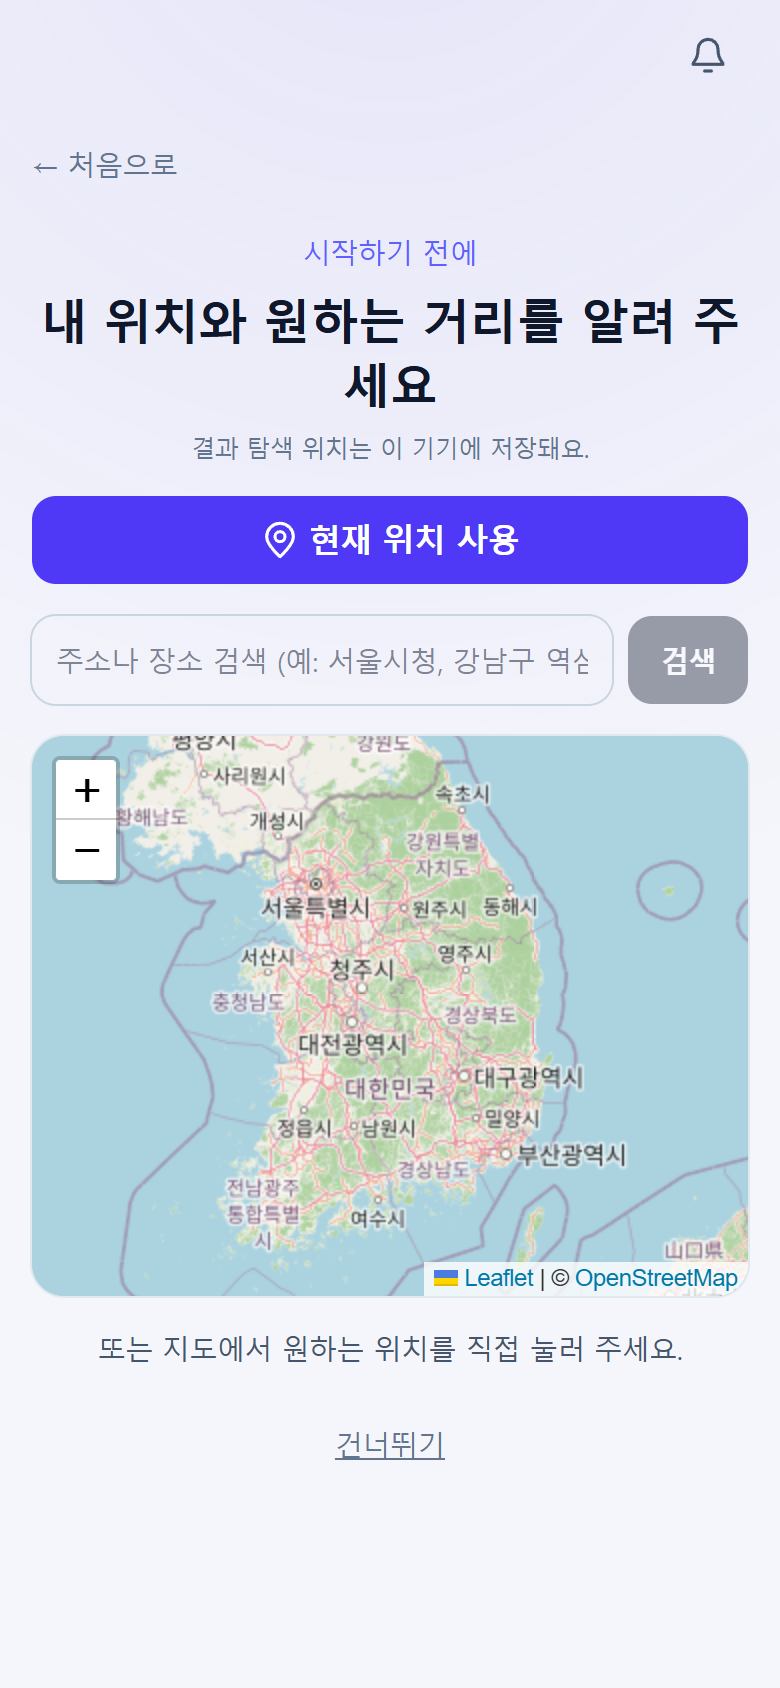 ← 처음으로
시작하기 전에
내 위치와 원하는 거리를 알려 주
세요
결과 탐색 위치는 이 기기에 저장돼요.
현재 위치 사용
주소나 장소 검색 (예: 서울시청, 강남구 역삼
검색
평양시
강원도
+
사리원시
속초시
황해남도
개성시
강원특별
자치도
−
서울특별시
원주시
동해시
서산시
영주시
청주시
충청남도
경상북도
대전광역시
대구광역시
대한민국
정읍시
남원시
밀양시
부산광역시
경상남도
전남광주
통합특별
시
여수시
山口県
Leaflet | © OpenStreetMap
또는 지도에서 원하는 위치를 직접 눌러 주세요.
건너뛰기